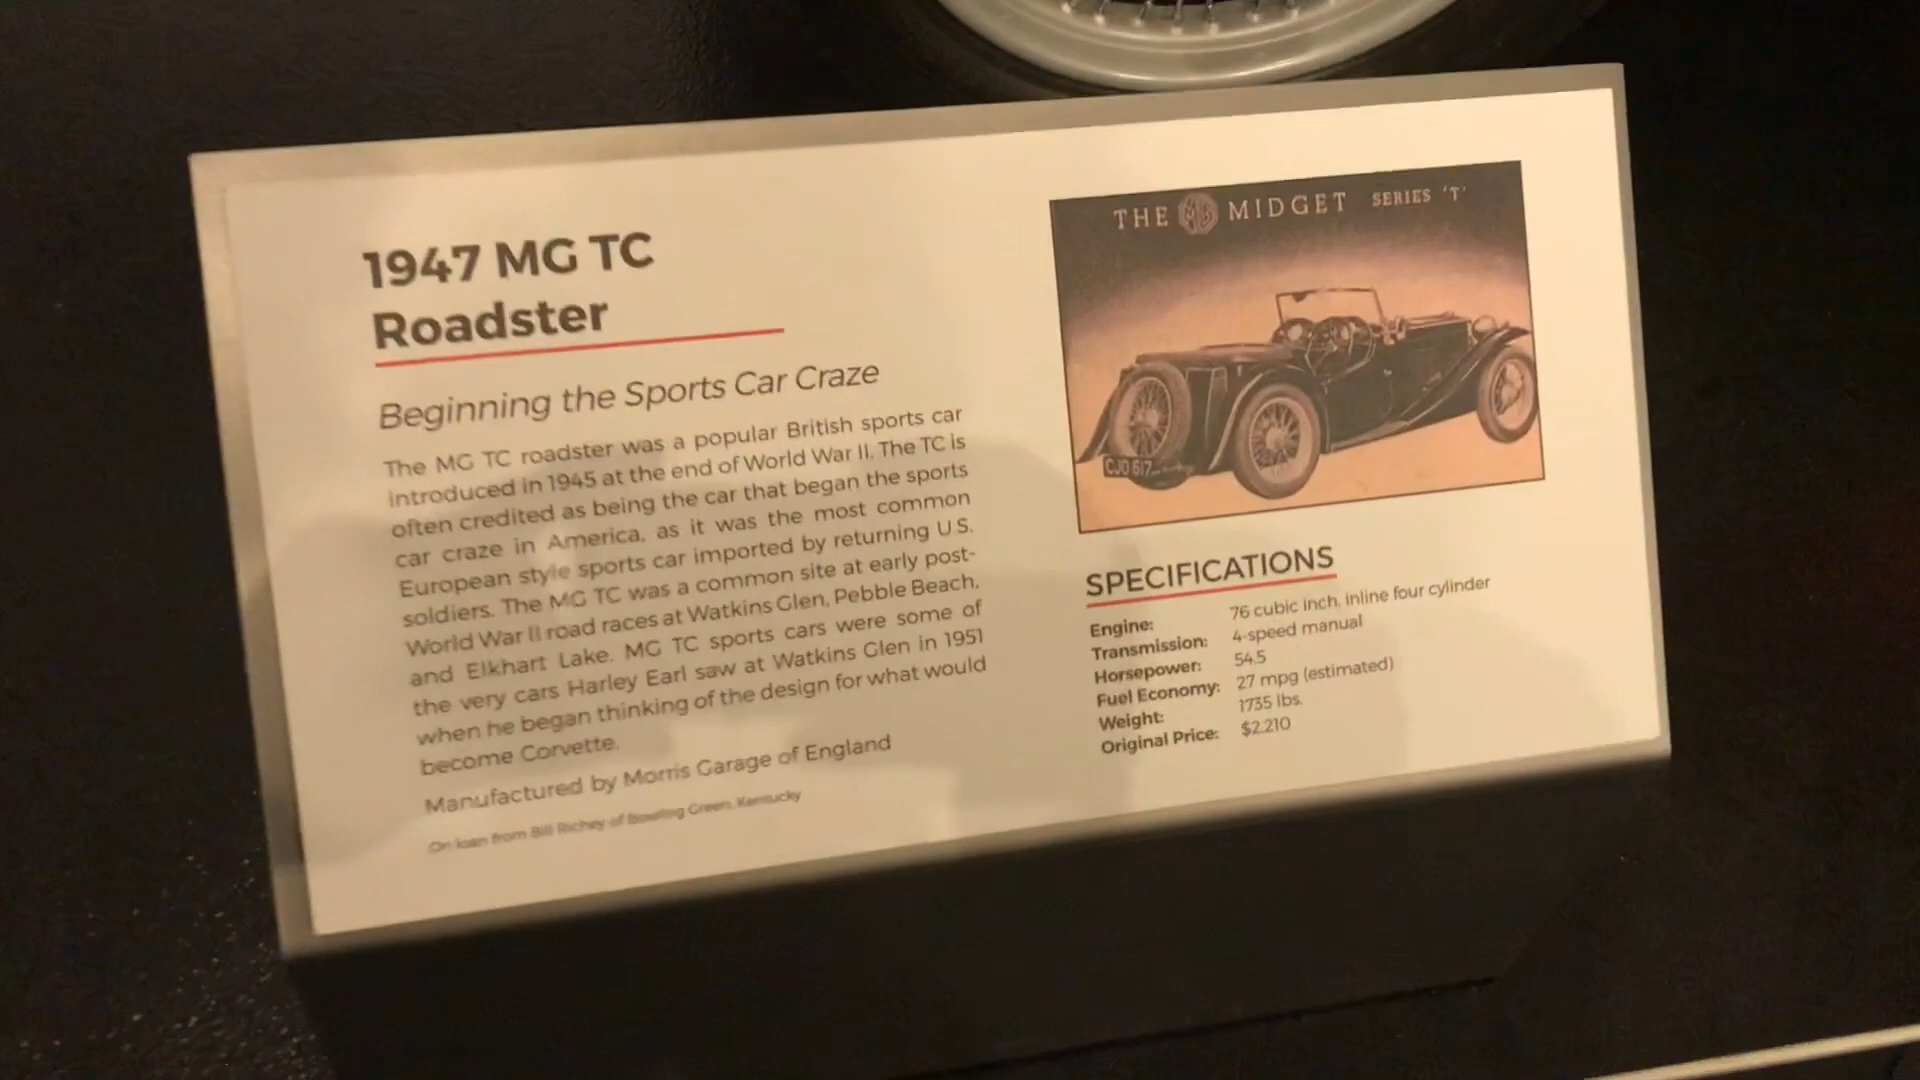 1947 MG TC
Roadster
Beginning the Sports Car Craze
The MG TC roadster was a popular British sports car
introduced in 1945 at the end of World War II. The TC is
often credited as being the car that began the sports
car craze in America, as it was the most common
European style sports car imported by returning U.S.
soldiers. The MG TC was a common site at early post-
World War II road races at Watkins Glen, Pebble Beach,
and Elkhart Lake. MG TC sports cars were some of
the very cars Harley Earl saw at Watkins Glen in 1951
when he began thinking of the design for what would
become Corvette.
Manufactured by Morris Garage of England
On loan from Bill Richey of Bowling Green, Kentucky
THE MG MIDGET SERIES 'T'
CJO 617
SPECIFICATIONS
Engine: 76 cubic inch, inline four cylinder
Transmission: 4-speed manual
Horsepower: 54.5
Fuel Economy: 27 mpg (estimated)
Weight: 1735 lbs.
Original Price: $2,210